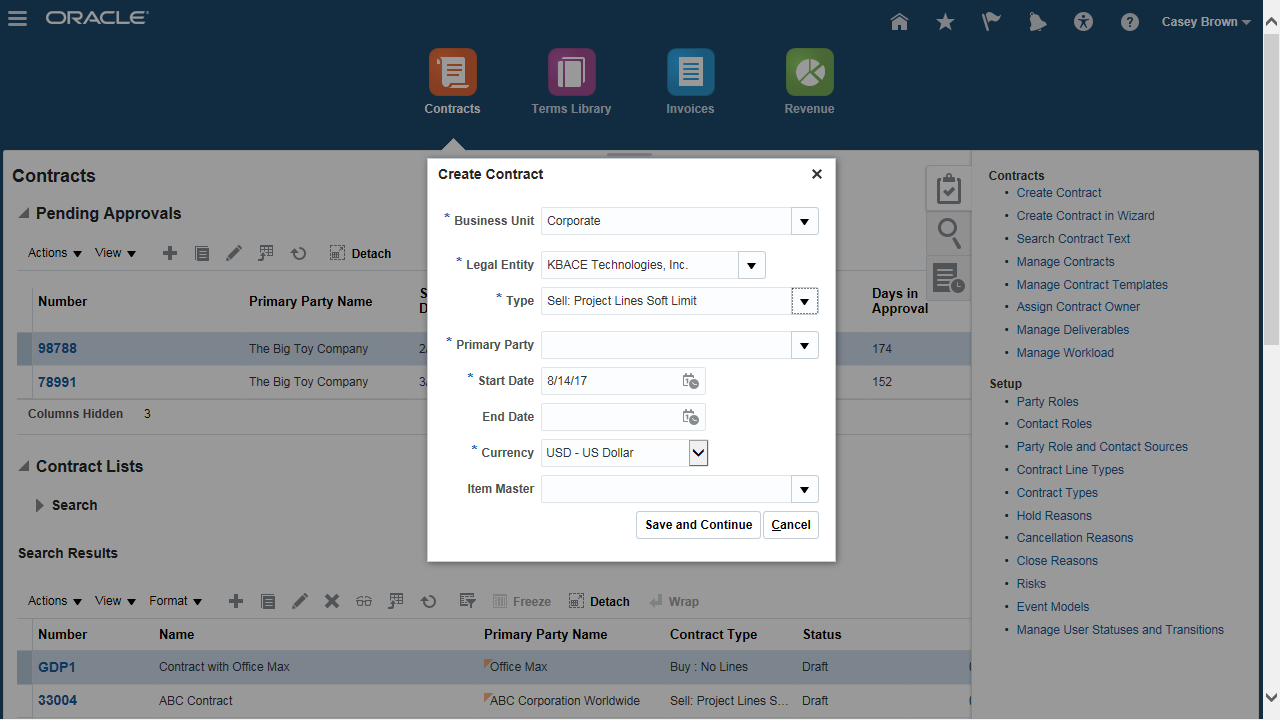 ORACLE
Casey Brown
Contracts
Terms Library
Invoices
Revenue
Contracts
Pending Approvals
Actions View Detach
Number Primary Party Name Days in Approval
98788 The Big Toy Company 174
78991 The Big Toy Company 152
Columns Hidden 3
Contract Lists
Search
Search Results
Actions View Format Freeze Detach Wrap
Number Name Primary Party Name Contract Type Status
GDP1 Contract with Office Max Office Max Buy : No Lines Draft
33004 ABC Contract ABC Corporation Worldwide Sell: Project Lines S... Draft
Create Contract
* Business Unit Corporate
* Legal Entity KBACE Technologies, Inc.
* Type Sell: Project Lines Soft Limit
* Primary Party
* Start Date 8/14/17
End Date
* Currency USD - US Dollar
Item Master
Save and Continue Cancel
Contracts
• Create Contract
• Create Contract in Wizard
• Search Contract Text
• Manage Contracts
• Manage Contract Templates
• Assign Contract Owner
• Manage Deliverables
• Manage Workload
Setup
• Party Roles
• Contact Roles
• Party Role and Contact Sources
• Contract Line Types
• Contract Types
• Hold Reasons
• Cancellation Reasons
• Close Reasons
• Risks
• Event Models
• Manage User Statuses and Transitions